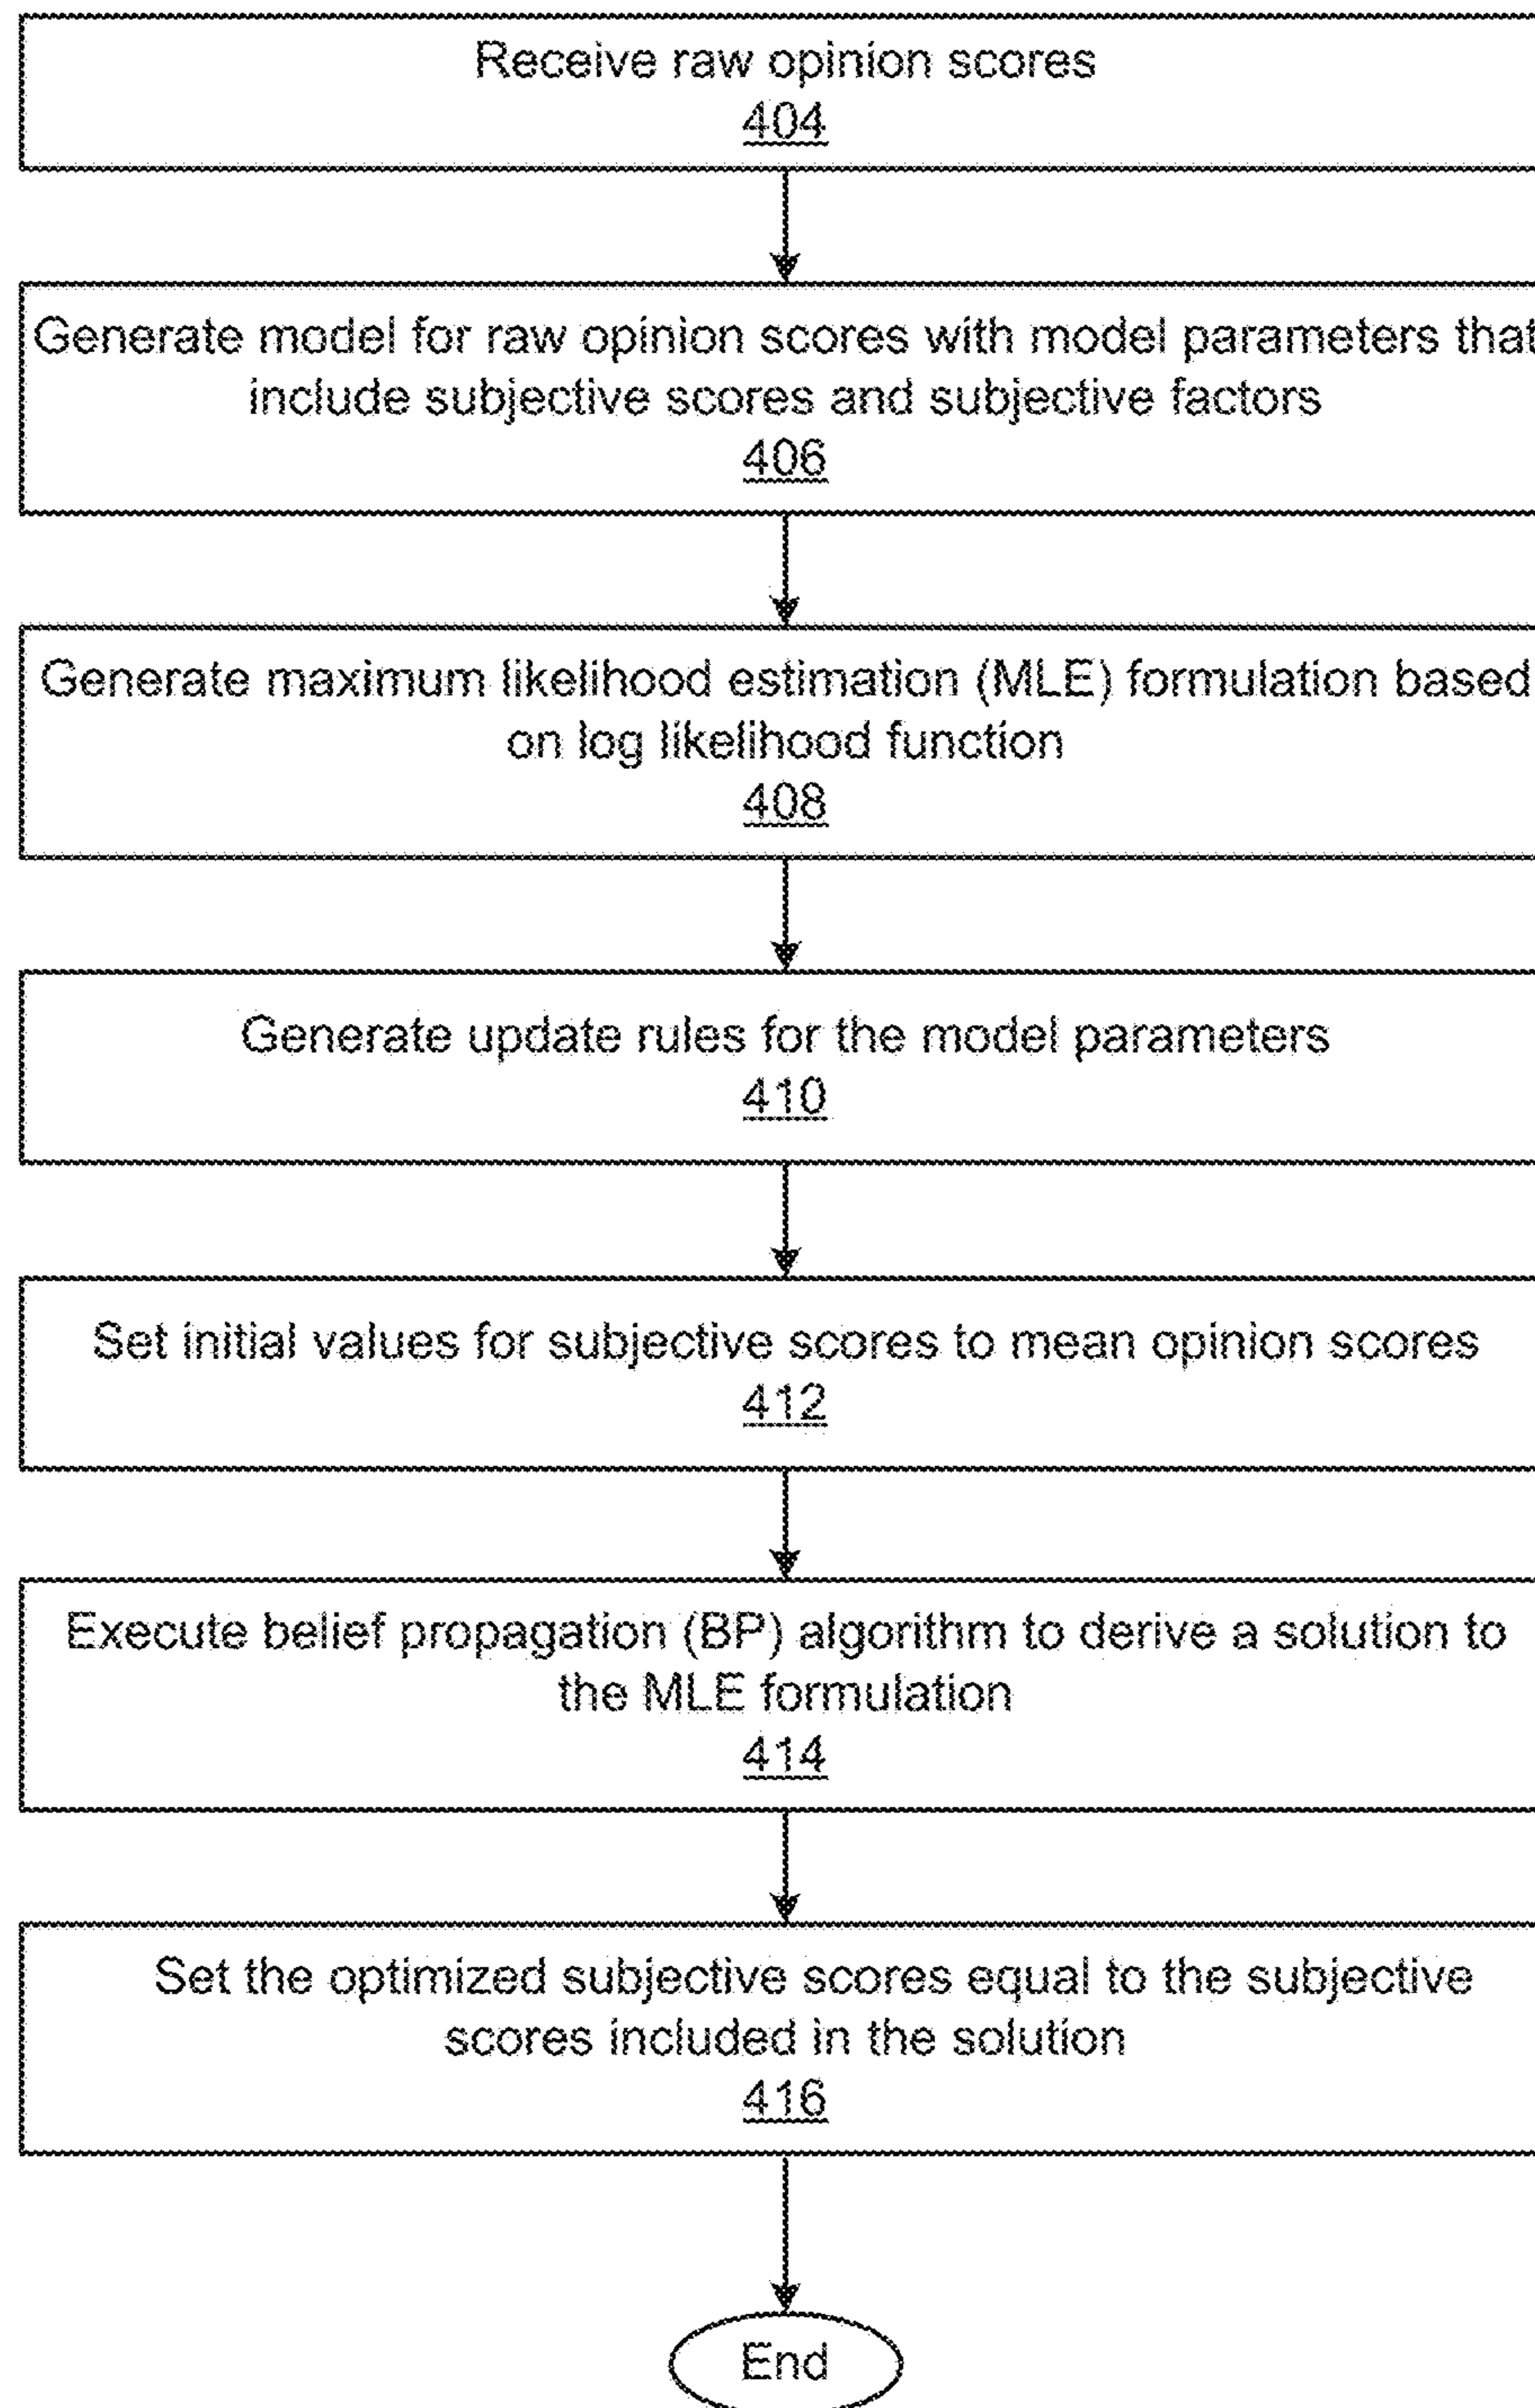 Receive raw opinion scores
404
Generate model for raw opinion scores with model parameters that
include subjective scores and subjective factors
406
Generate maximum likelihood estimation (MLE) formulation based
on log likelihood function
408
Generate update rules for the model parameters
410
Set initial values for subjective scores to mean opinion scores
412
Execute belief propagation (BP) algorithm to derive a solution to
the MLE formulation
414
Set the optimized subjective scores equal to the subjective
scores included in the solution
416
End